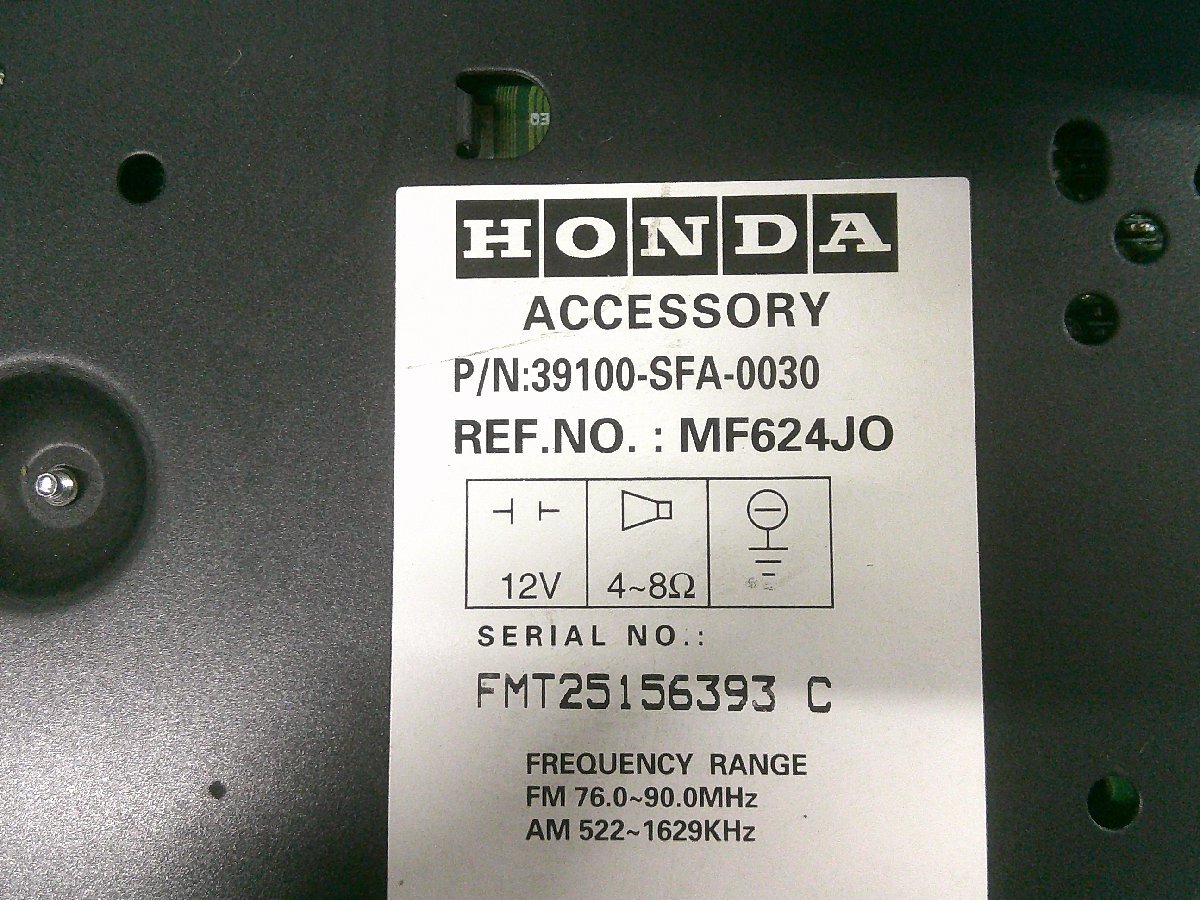 HONDA
ACCESSORY
P/N:39100-SFA-0030
REF.NO. : MF624JO
12V 4~8Ω
SERIAL NO.:
FMT25156393 C
FREQUENCY RANGE
FM 76.0~90.0MHz
AM 522~1629KHz